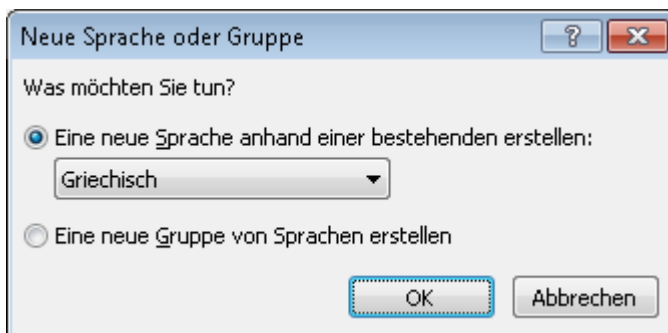 Neue Sprache oder Gruppe
Was möchten Sie tun?
Eine neue Sprache anhand einer bestehenden erstellen:
Griechisch
Eine neue Gruppe von Sprachen erstellen
OK Abbrechen